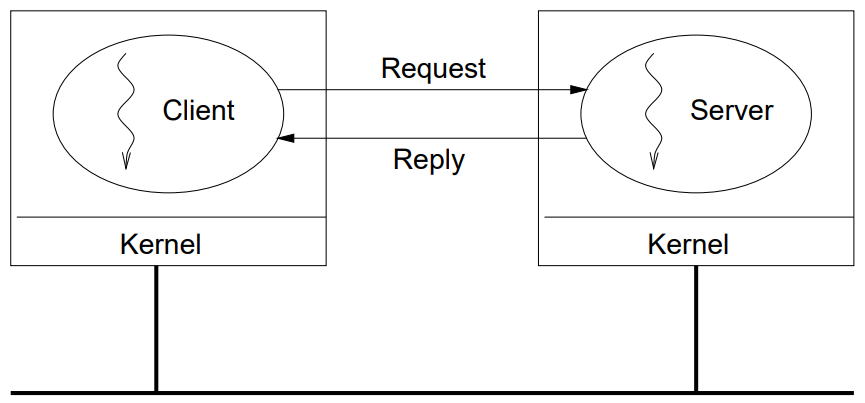 Request
Client
Server
Reply
Kernel
Kernel